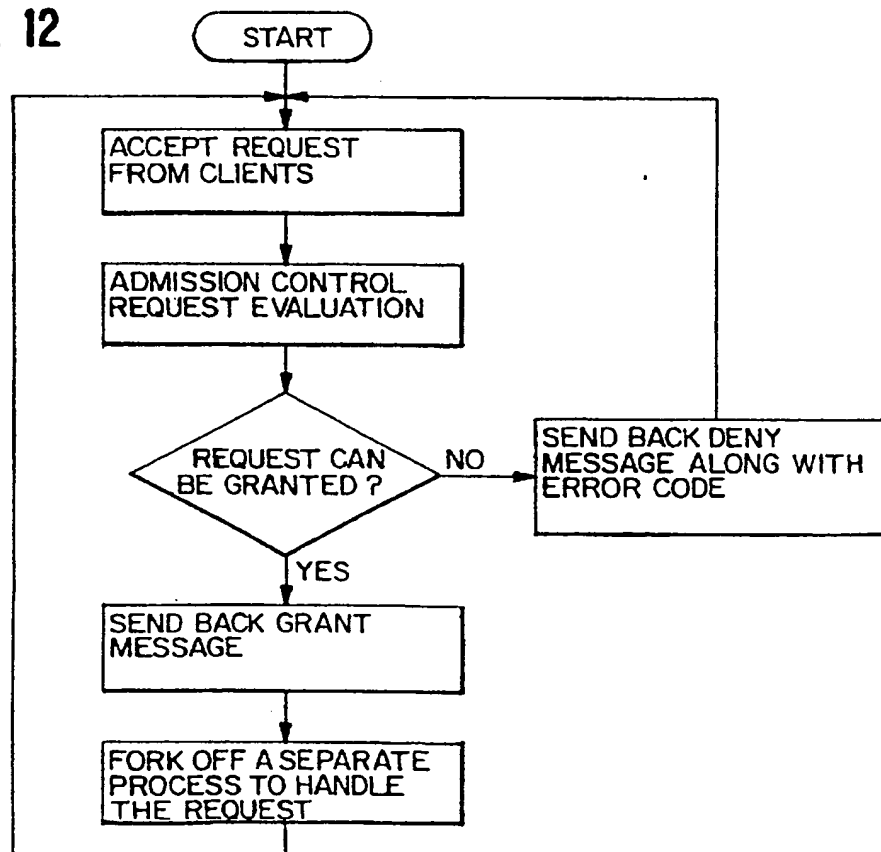 12
START
ACCEPT REQUEST
FROM CLIENTS
ADMISSION CONTROL
REQUEST EVALUATION
REQUEST CAN
BE GRANTED ?
NO
SEND BACK DENY
MESSAGE ALONG WITH
ERROR CODE
YES
SEND BACK GRANT
MESSAGE
FORK OFF A SEPARATE
PROCESS TO HANDLE
THE REQUEST